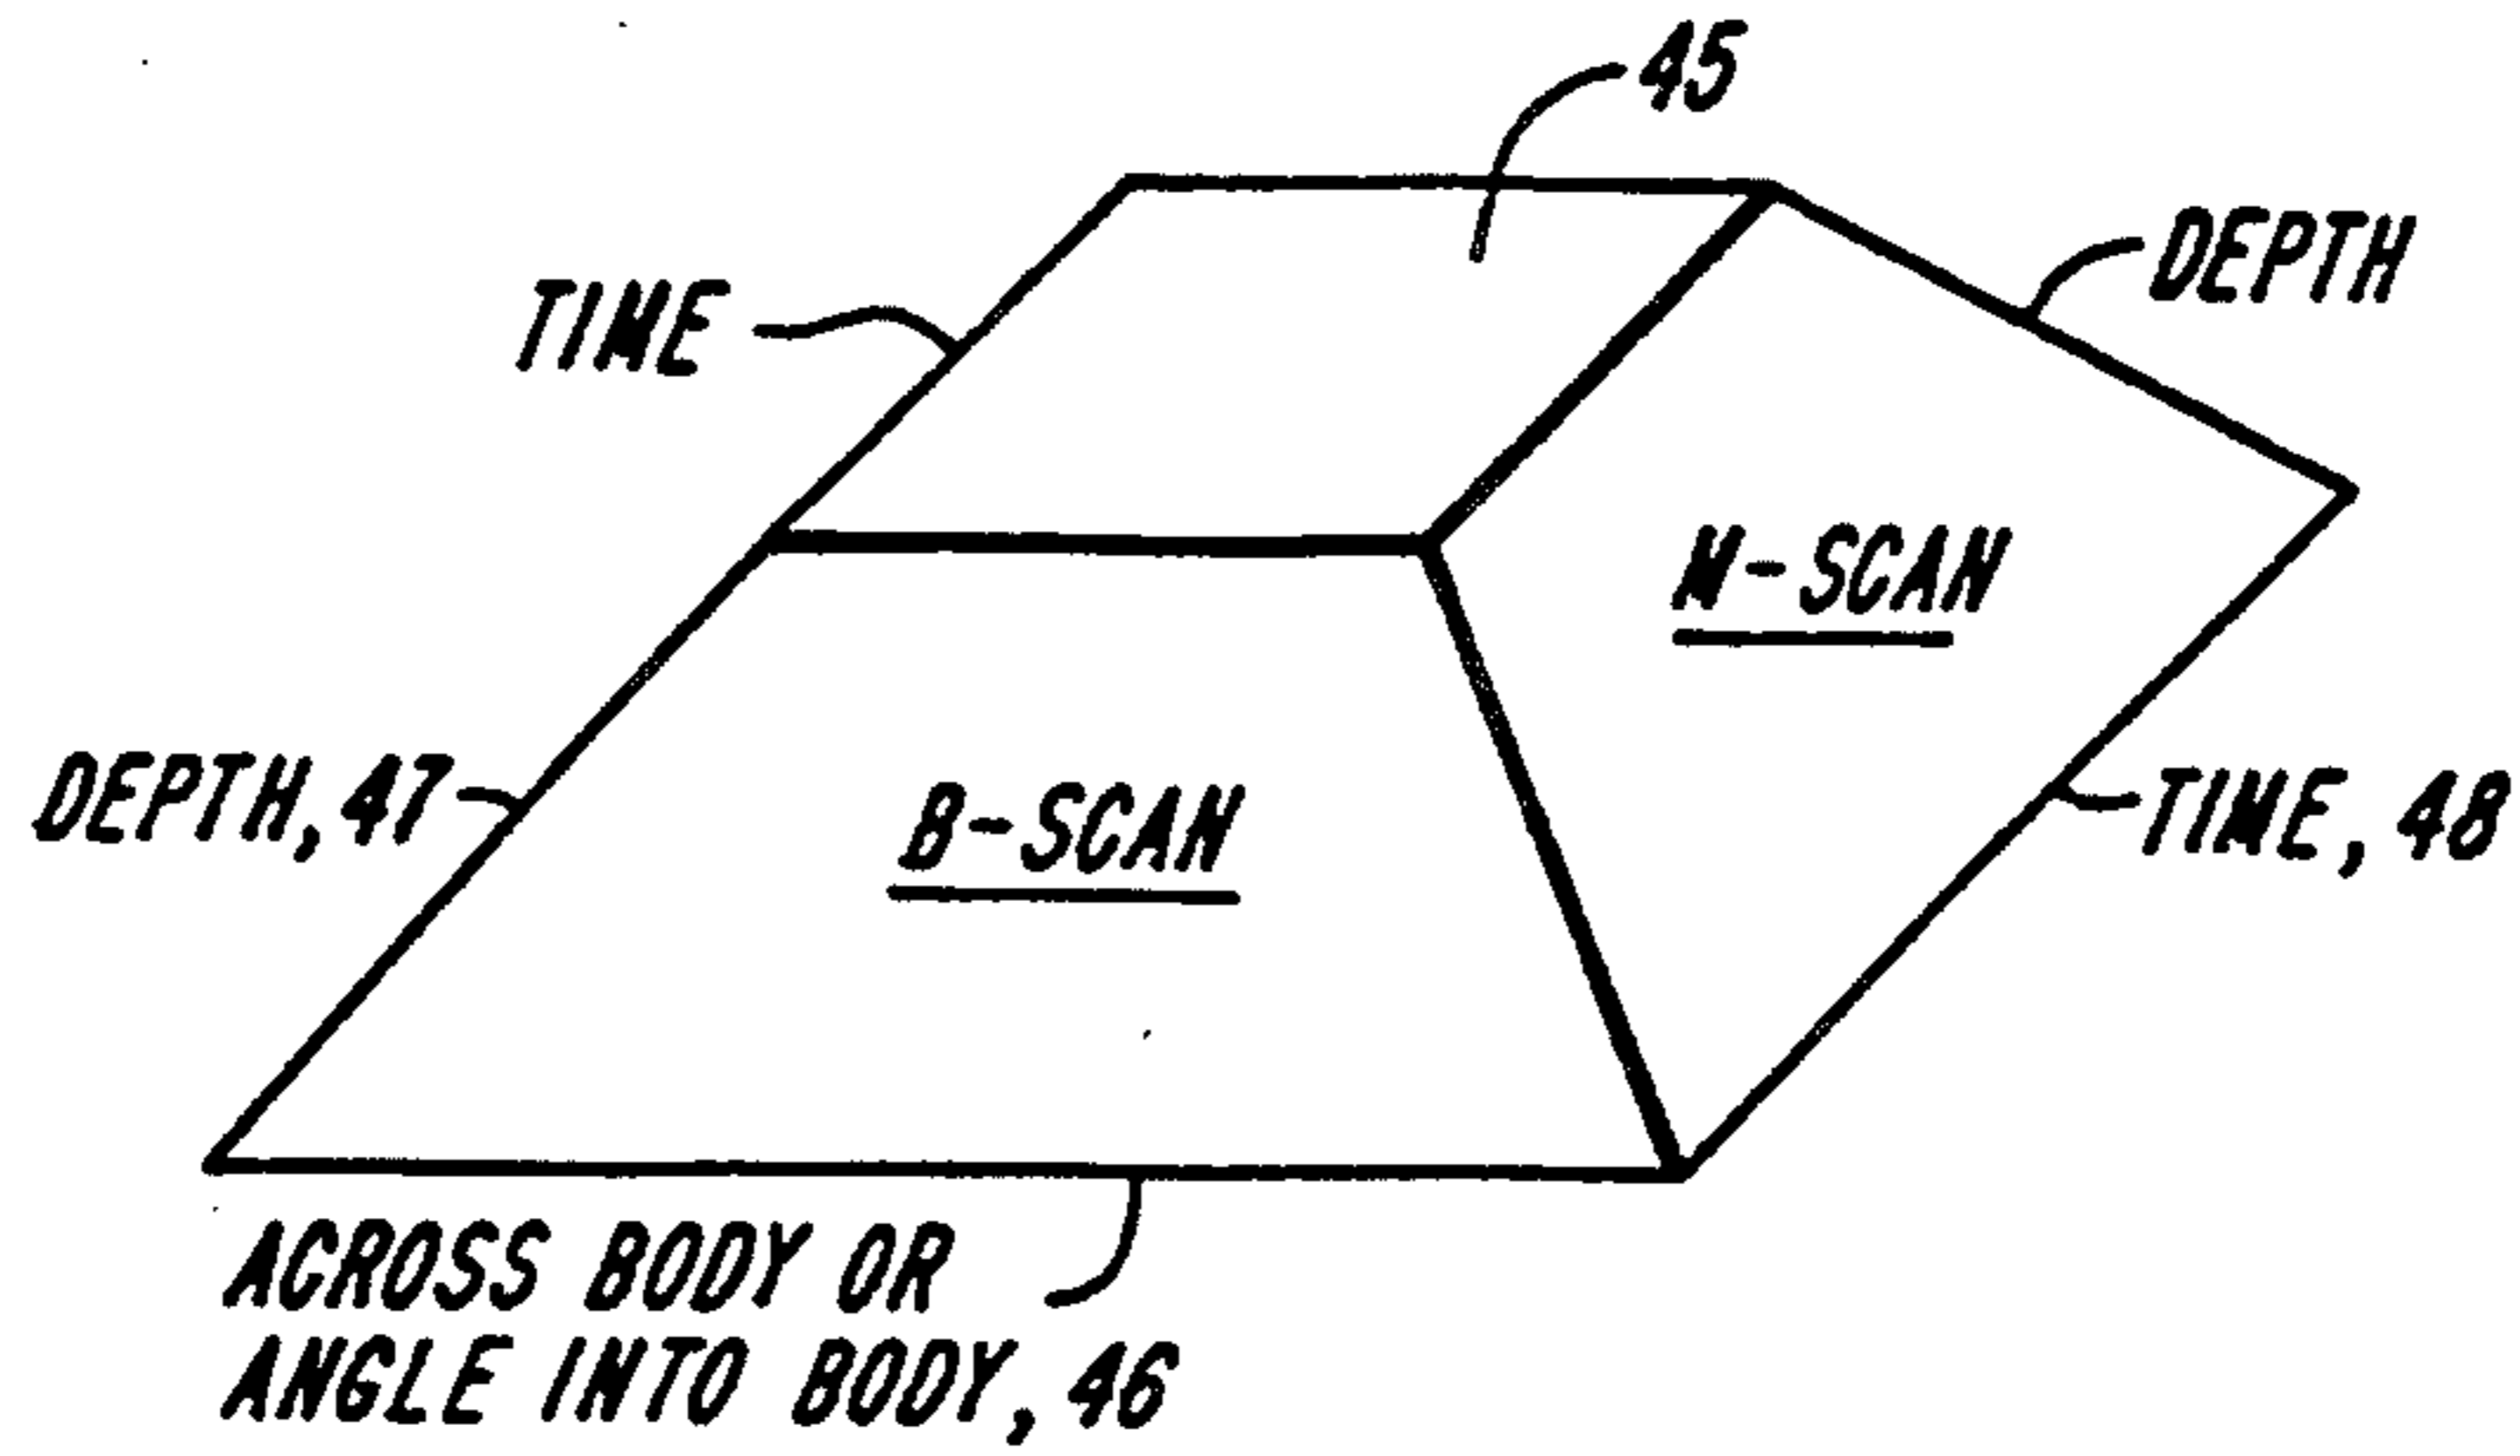 45
DEPTH
TIME
M-SCAN
DEPTH, 47
B-SCAN
TIME, 48
ACROSS BODY OR
ANGLE INTO BODY, 46